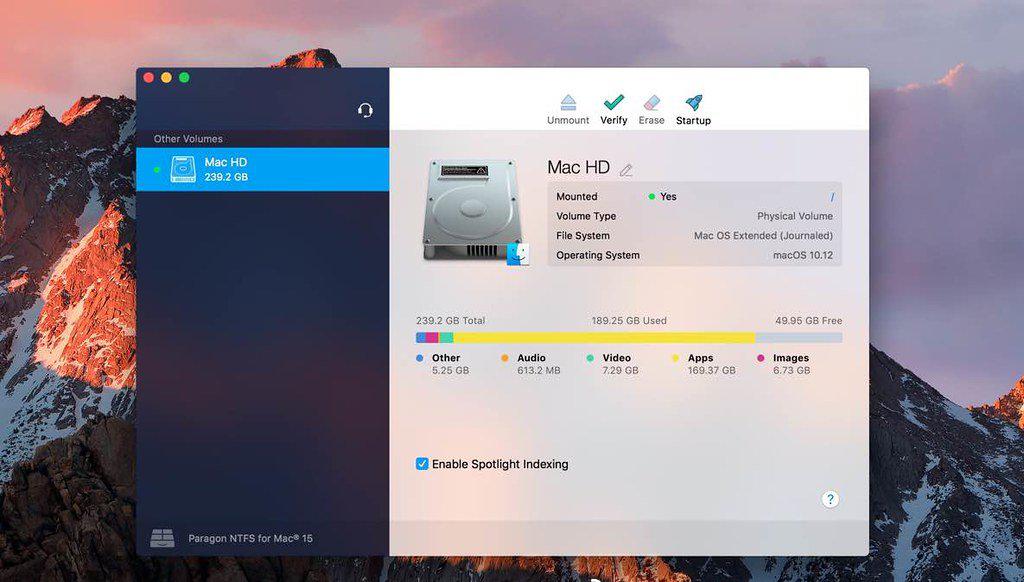 Other Volumes
Mac HD
239.2 GB
Paragon NTFS for Mac® 15
Unmount Verify Erase Startup
Mac HD
Mounted Yes /
Volume Type Physical Volume
File System Mac OS Extended (Journaled)
Operating System macOS 10.12
239.2 GB Total 189.25 GB Used 49.95 GB Free
Other Audio Video Apps Images
5.25 GB 613.2 MB 7.29 GB 169.37 GB 6.73 GB
Enable Spotlight Indexing
?